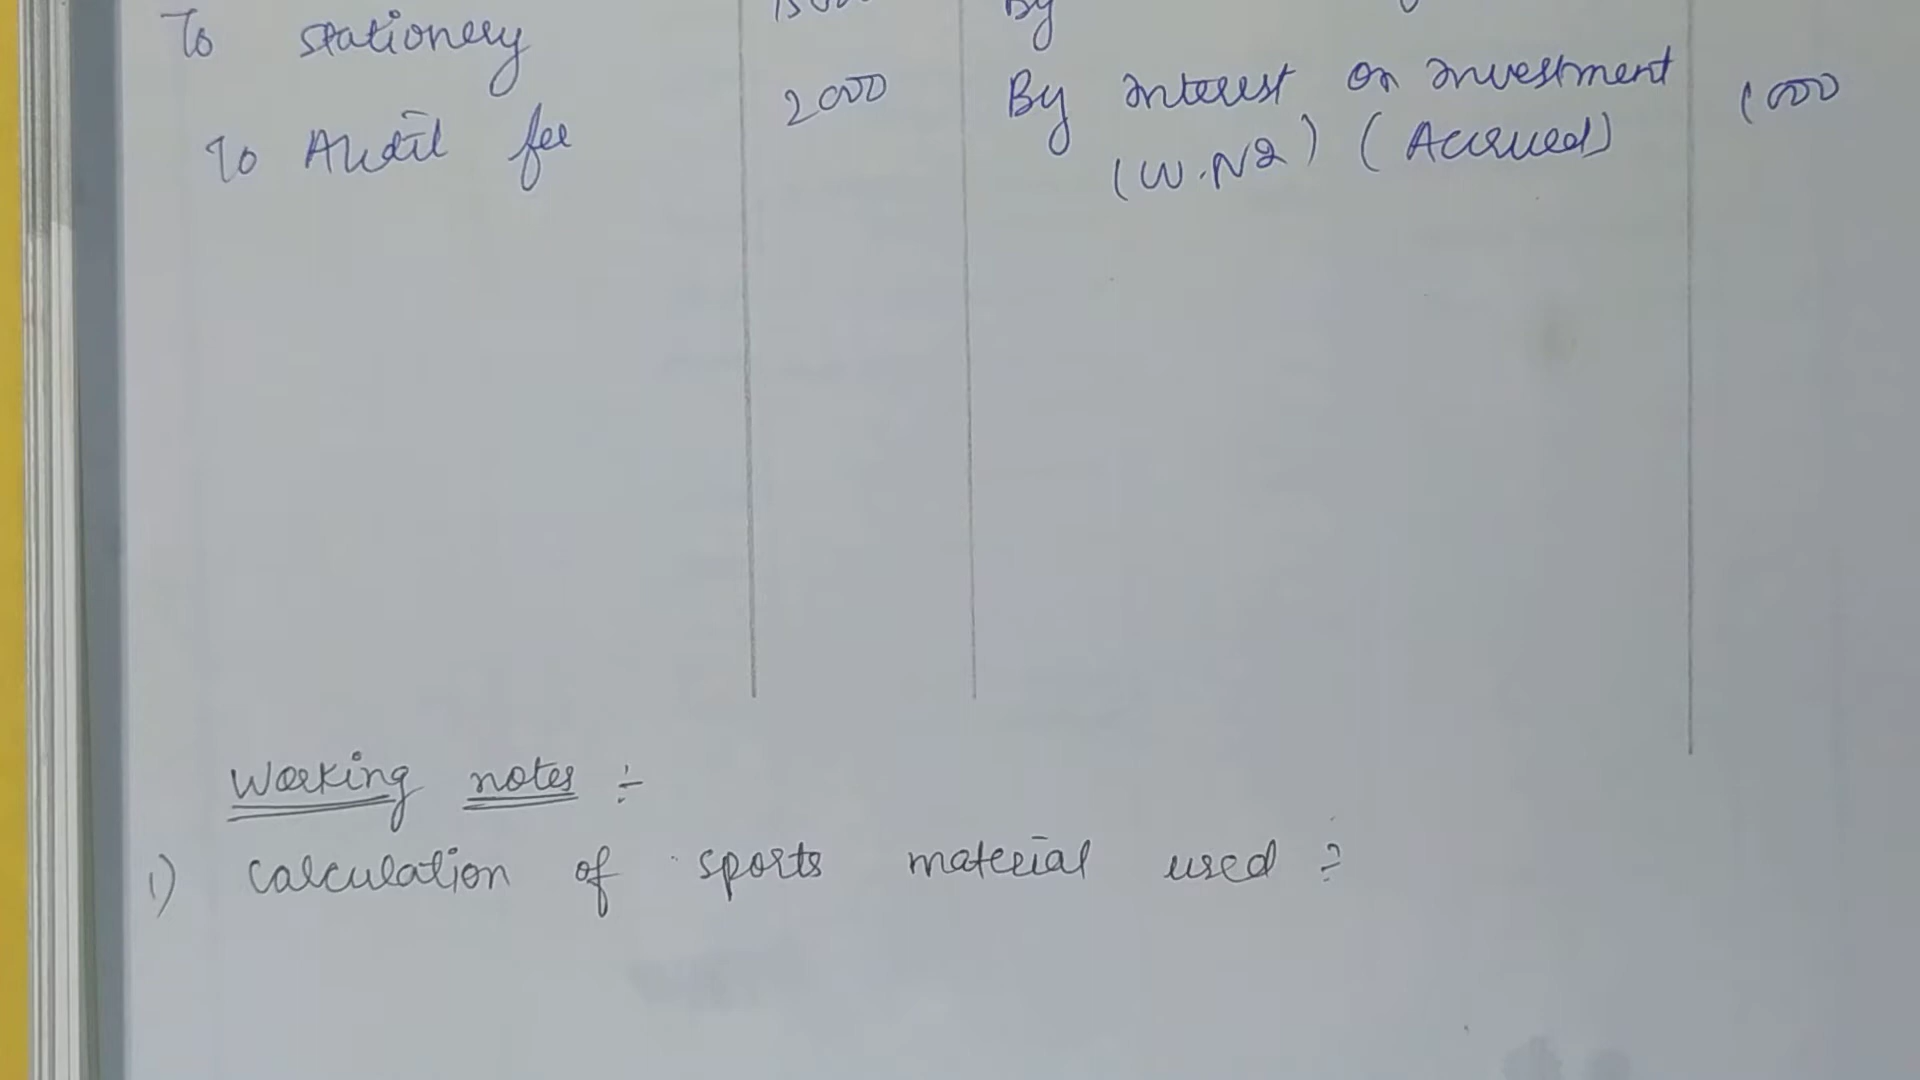 To stationery By
To Audit fee 2000 By Interest on Investment 1000
(W.N2) (Accrued)
Working notes :-
1) Calculation of sports material used :-